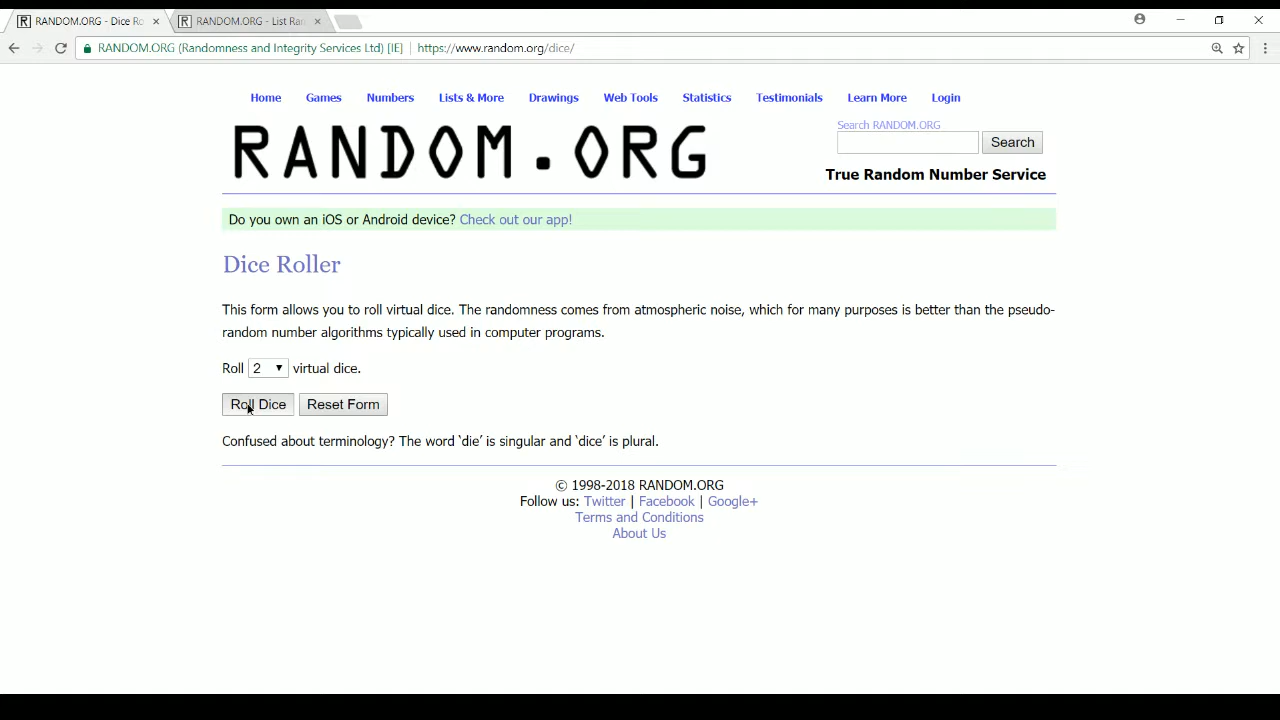 RANDOM.ORG - Dice Ro
RANDOM.ORG - List Ran
RANDOM.ORG (Randomness and Integrity Services Ltd) [IE] | https://www.random.org/dice/
Home Games Numbers Lists & More Drawings Web Tools Statistics Testimonials Learn More Login
RANDOM.ORG
Search RANDOM.ORG
Search
True Random Number Service
Do you own an iOS or Android device? Check out our app!
Dice Roller
This form allows you to roll virtual dice. The randomness comes from atmospheric noise, which for many purposes is better than the pseudo-
random number algorithms typically used in computer programs.
Roll 2 virtual dice.
Roll Dice Reset Form
Confused about terminology? The word ‘die’ is singular and ‘dice’ is plural.
© 1998-2018 RANDOM.ORG
Follow us: Twitter | Facebook | Google+
Terms and Conditions
About Us